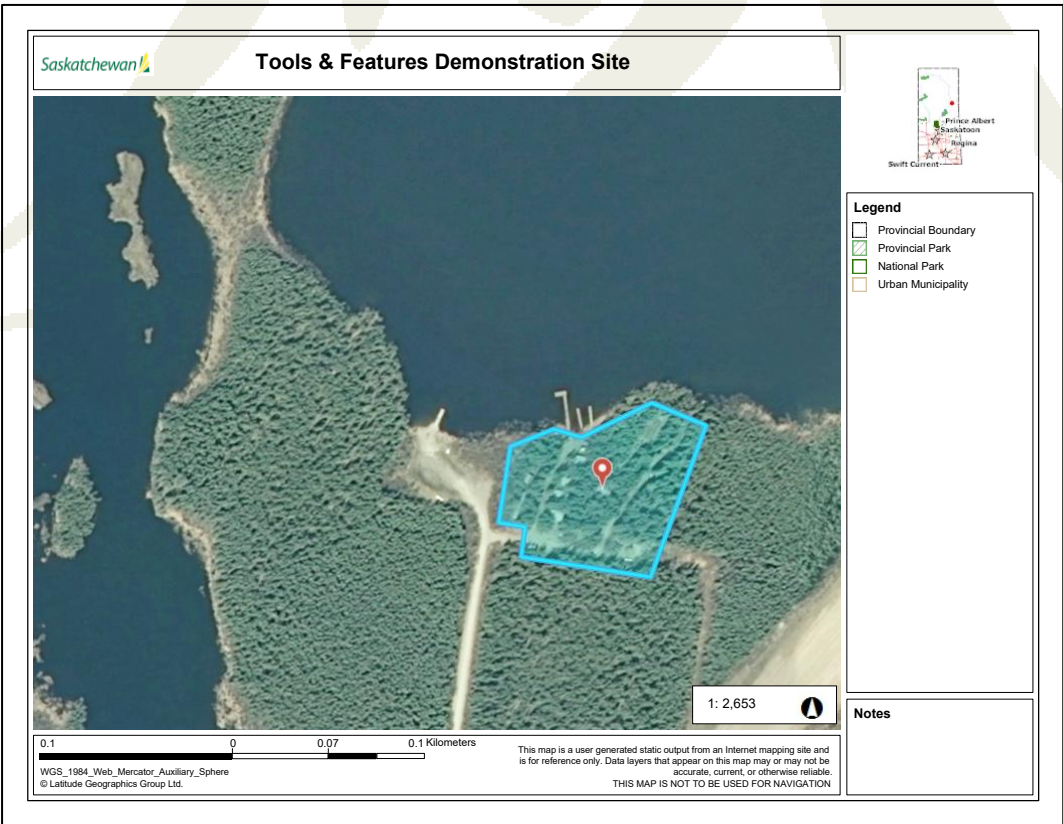 Saskatchewan
Tools & Features Demonstration Site
Prince Albert
Saskatoon
Regina
Swift Current
Legend
Provincial Boundary
Provincial Park
National Park
Urban Municipality
1: 2,653
Notes
0.1 0 0.07 0.1 Kilometers
WGS_1984_Web_Mercator_Auxiliary_Sphere
© Latitude Geographics Group Ltd.
This map is a user generated static output from an Internet mapping site and
is for reference only. Data layers that appear on this map may or may not be
accurate, current, or otherwise reliable.
THIS MAP IS NOT TO BE USED FOR NAVIGATION